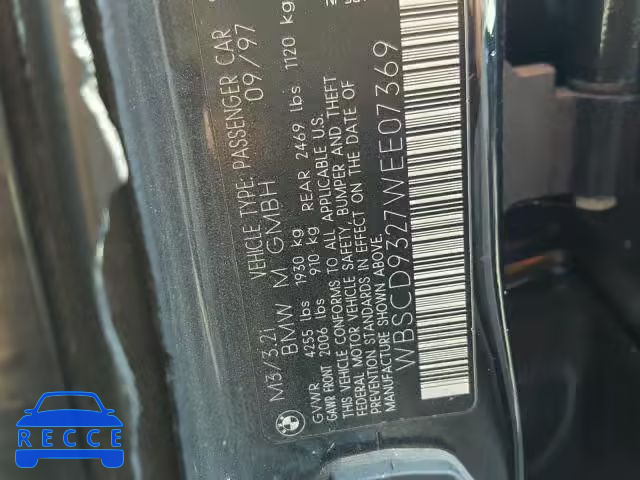 M3/3.2i VEHICLE TYPE: PASSENGER CAR
BMW M GMBH 09/97
GVWR 4255 lbs 1930 kg
GAWR FRONT 2006 lbs 910 kg REAR 2469 lbs 1120 kg
THIS VEHICLE CONFORMS TO ALL APPLICABLE U.S.
FEDERAL MOTOR VEHICLE SAFETY, BUMPER, AND THEFT
PREVENTION STANDARDS IN EFFECT ON THE DATE OF
MANUFACTURE SHOWN ABOVE.
WBSCD9327WEE07369
RECCE